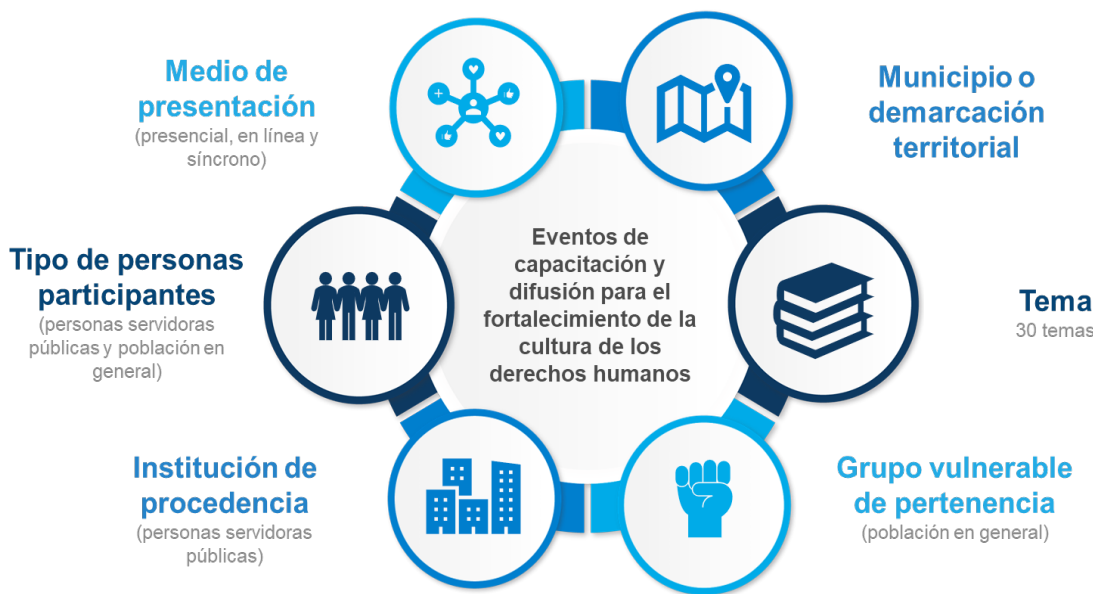 Medio de
presentación
(presencial, en línea y
síncrono)
Municipio o
demarcación
territorial
Tipo de personas
participantes
(personas servidoras
públicas y población en
general)
Eventos de
capacitación y
difusión para el
fortalecimiento de la
cultura de los
derechos humanos
Tema
30 temas
Institución de
procedencia
(personas servidoras
públicas)
Grupo vulnerable
de pertenencia
(población en general)